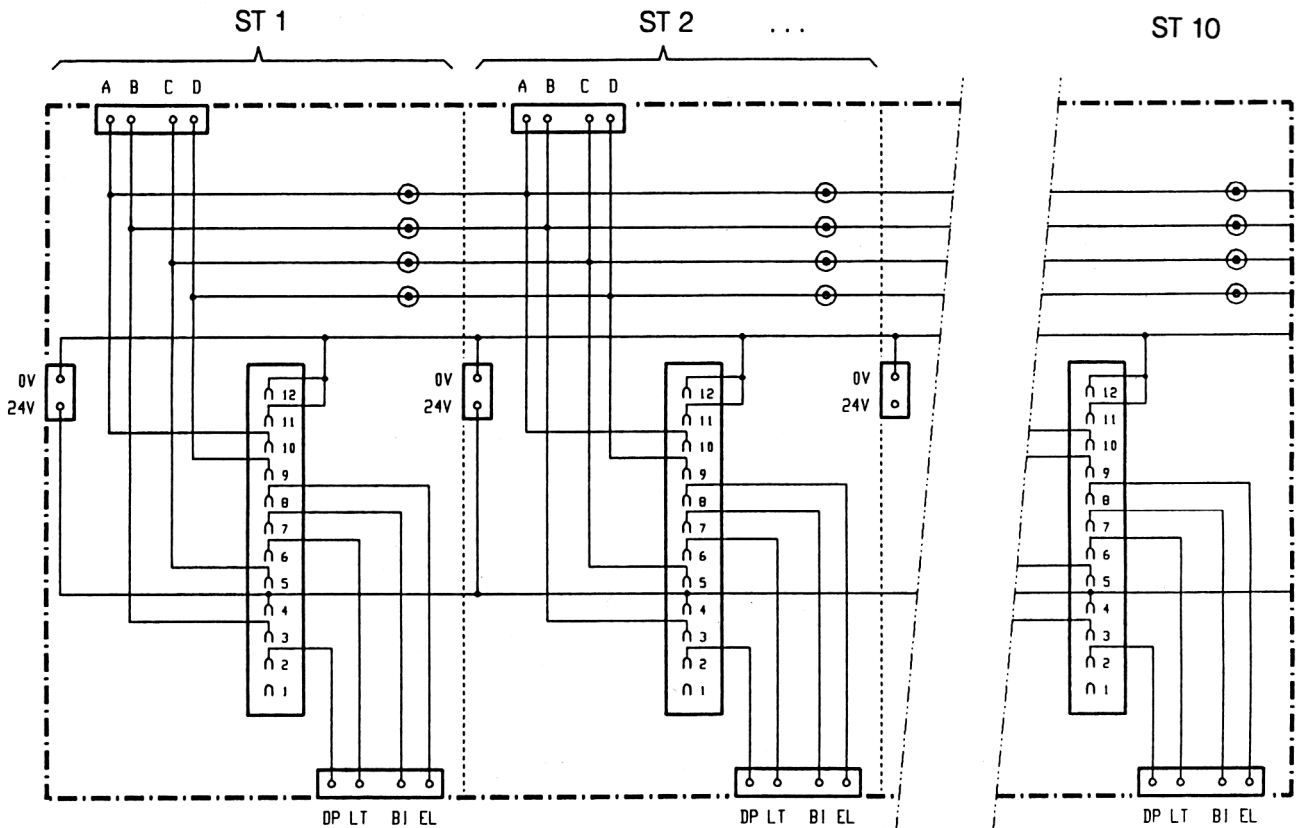 ST 1 ST 2 ... ST 10
A B C D A B C D
0V 0V 0V
24V 24V 24V
12 12 12
11 11 11
10 10 10
9 9 9
8 8 8
7 7 7
6 6 6
5 5 5
4 4 4
3 3 3
2 2 2
1 1 1
DP LT BI EL DP LT BI EL DP LT BI EL